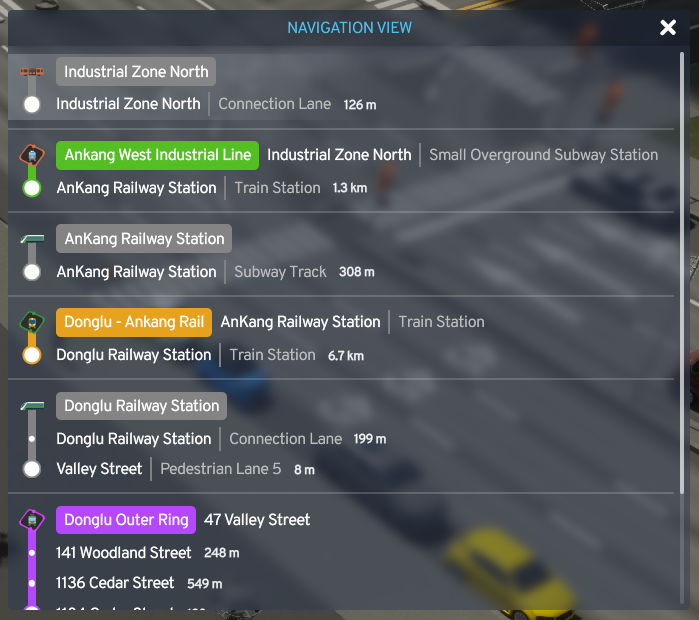 NAVIGATION VIEW
Industrial Zone North
Industrial Zone North Connection Lane 126 m
Ankang West Industrial Line Industrial Zone North Small Overground Subway Station
AnKang Railway Station Train Station 1.3 km
AnKang Railway Station
AnKang Railway Station Subway Track 308 m
Donglu - Ankang Rail AnKang Railway Station Train Station
Donglu Railway Station Train Station 6.7 km
Donglu Railway Station
Donglu Railway Station Connection Lane 199 m
Valley Street Pedestrian Lane 5 8 m
Donglu Outer Ring 47 Valley Street
141 Woodland Street 248 m
1136 Cedar Street 549 m